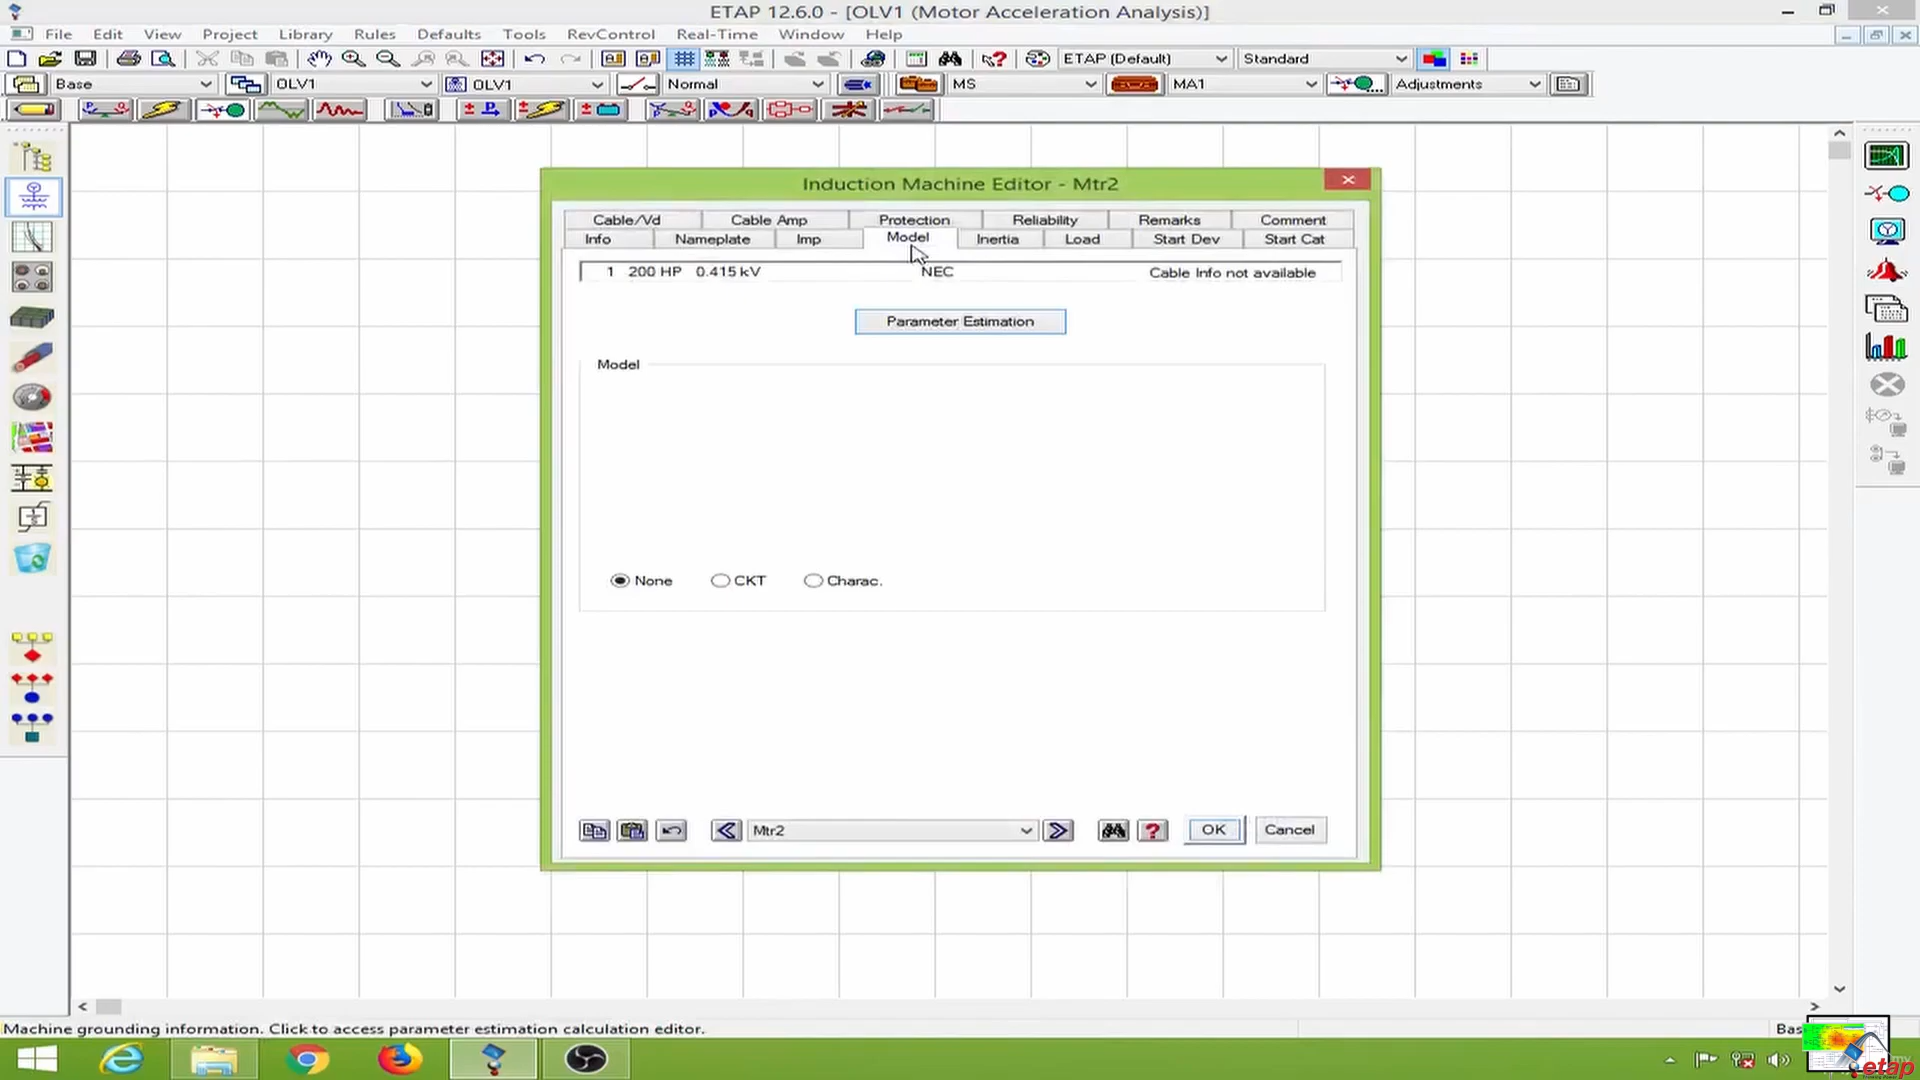 ETAP 12.6.0 - [OLV1 (Motor Acceleration Analysis)]
File Edit View Project Library Rules Defaults Tools RevControl Real-Time Window Help
ETAP (Default) Standard
Base OLV1 OLV1 Normal MS MA1 Adjustments
Induction Machine Editor - Mtr2
Cable/Vd Cable Amp Protection Reliability Remarks Comment
Info Nameplate Imp Model Inertia Load Start Dev Start Cat
1 200 HP 0.415 kV NEC Cable Info not available
Parameter Estimation
Model
None CKT Charac.
Mtr2 OK Cancel
Machine grounding information. Click to access parameter estimation calculation editor.
Bas
etap